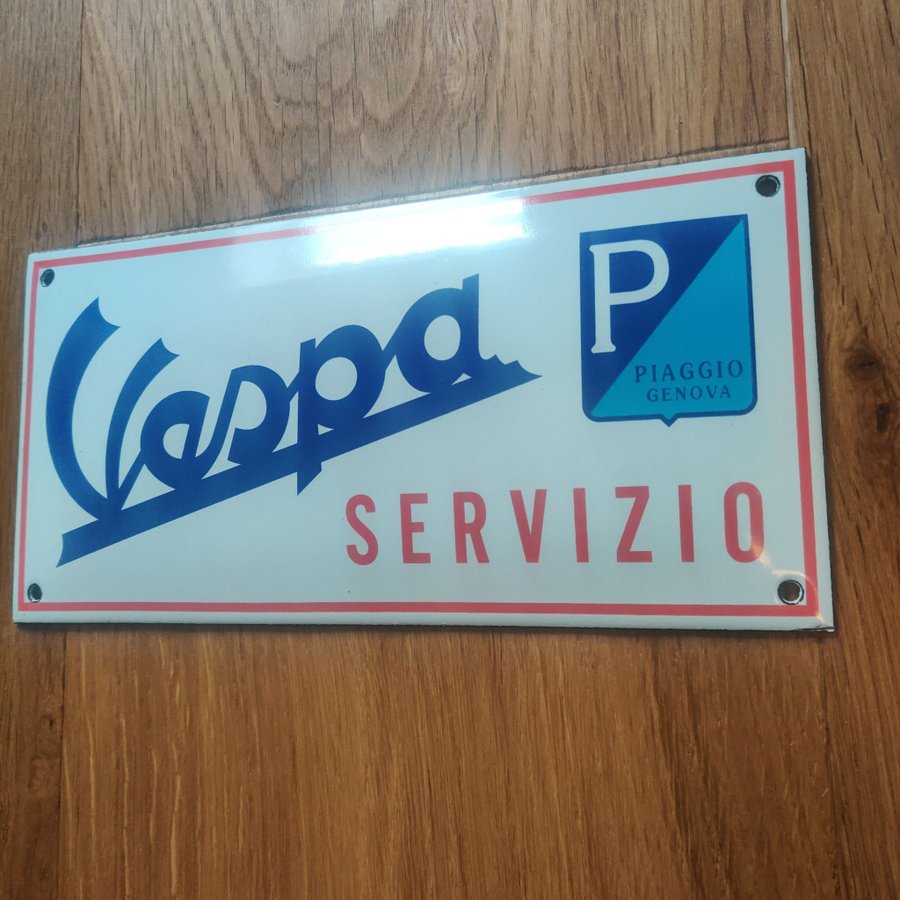 Vespa
P
PIAGGIO
GENOVA
SERVIZIO